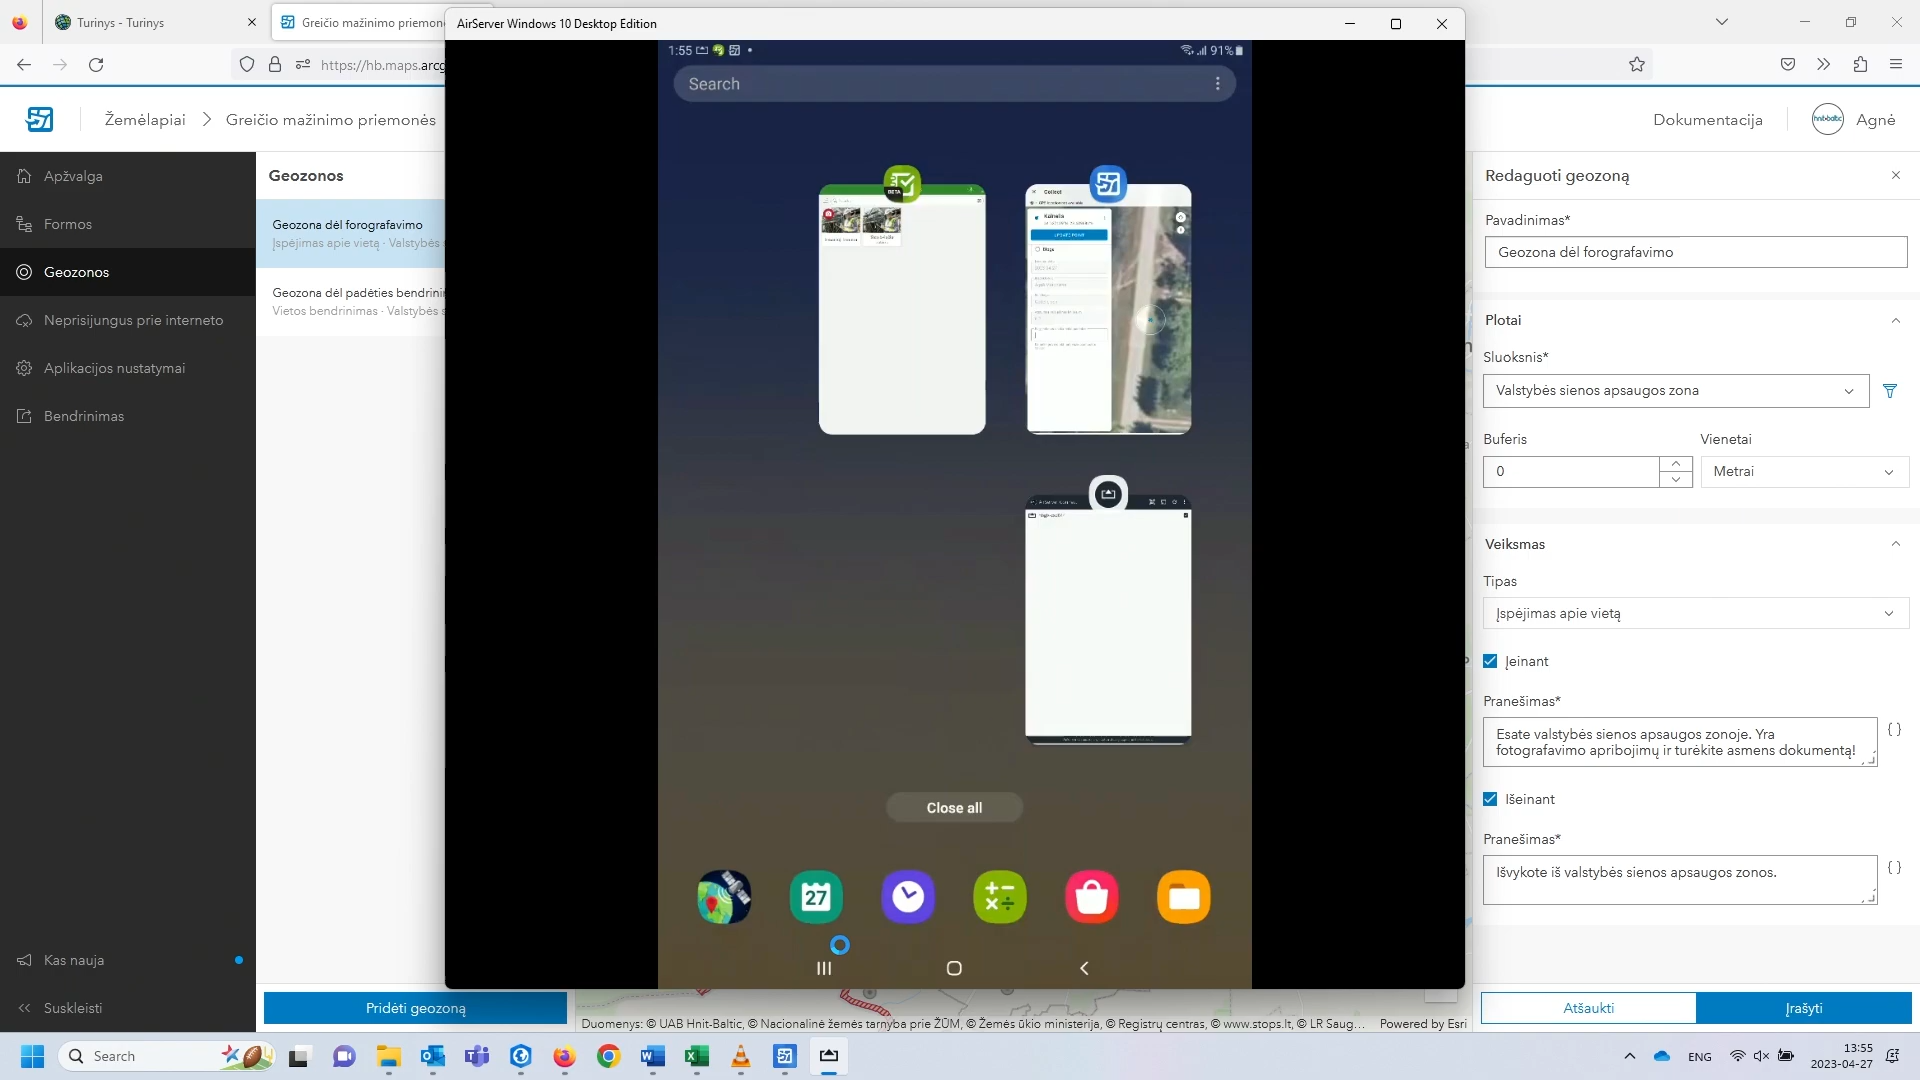 Turinys - Turinys
Greičio mažinimo priemon
AirServer Windows 10 Desktop Edition
https://hb.maps.arcg
1:55
91%
Search
Žemėlapiai
Greičio mažinimo priemonės
Dokumentacija
hnit-baltic
Agnė
Apžvalga
Formos
Geozonos
Neprisijungus prie interneto
Aplikacijos nustatymai
Bendrinimas
Kas nauja
Suskleisti
Geozonos
Geozona dėl forografavimo
Įspėjimas apie vietą · Valstybės s
Geozona dėl padėties bendrini
Vietos bendrinimas · Valstybės s
Pridėti geozoną
BETA
Collect
Close all
27
Redaguoti geozoną
Pavadinimas*
Geozona dėl forografavimo
Plotai
Sluoksnis*
Valstybės sienos apsaugos zona
Buferis
Vienetai
0
Metrai
Veiksmas
Tipas
Įspėjimas apie vietą
Įeinant
Pranešimas*
Esate valstybės sienos apsaugos zonoje. Yra
fotografavimo apribojimų ir turėkite asmens dokumentą!
{ }
Išeinant
Pranešimas*
Išvykote iš valstybės sienos apsaugos zonos.
{ }
Atšaukti
Įrašyti
Duomenys: © UAB Hnit-Baltic, © Nacionalinė žemės tarnyba prie ŽŪM, © Žemės ūkio ministerija, © Registrų centras, © www.stops.lt, © LR Saug...
Powered by Esri
Search
ENG
13:55
2023-04-27